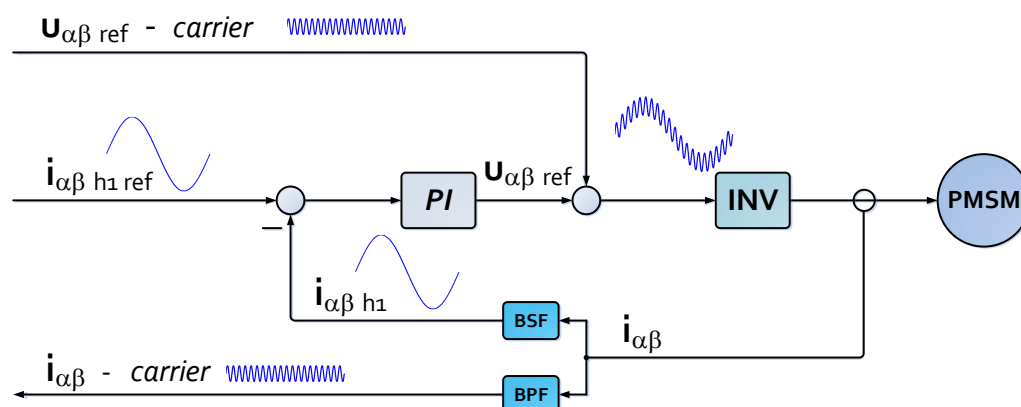 uαβ ref - carrier
iαβ h1 ref
PI
uαβ ref
INV
PMSM
–
iαβ h1
BSF
iαβ
iαβ - carrier
BPF